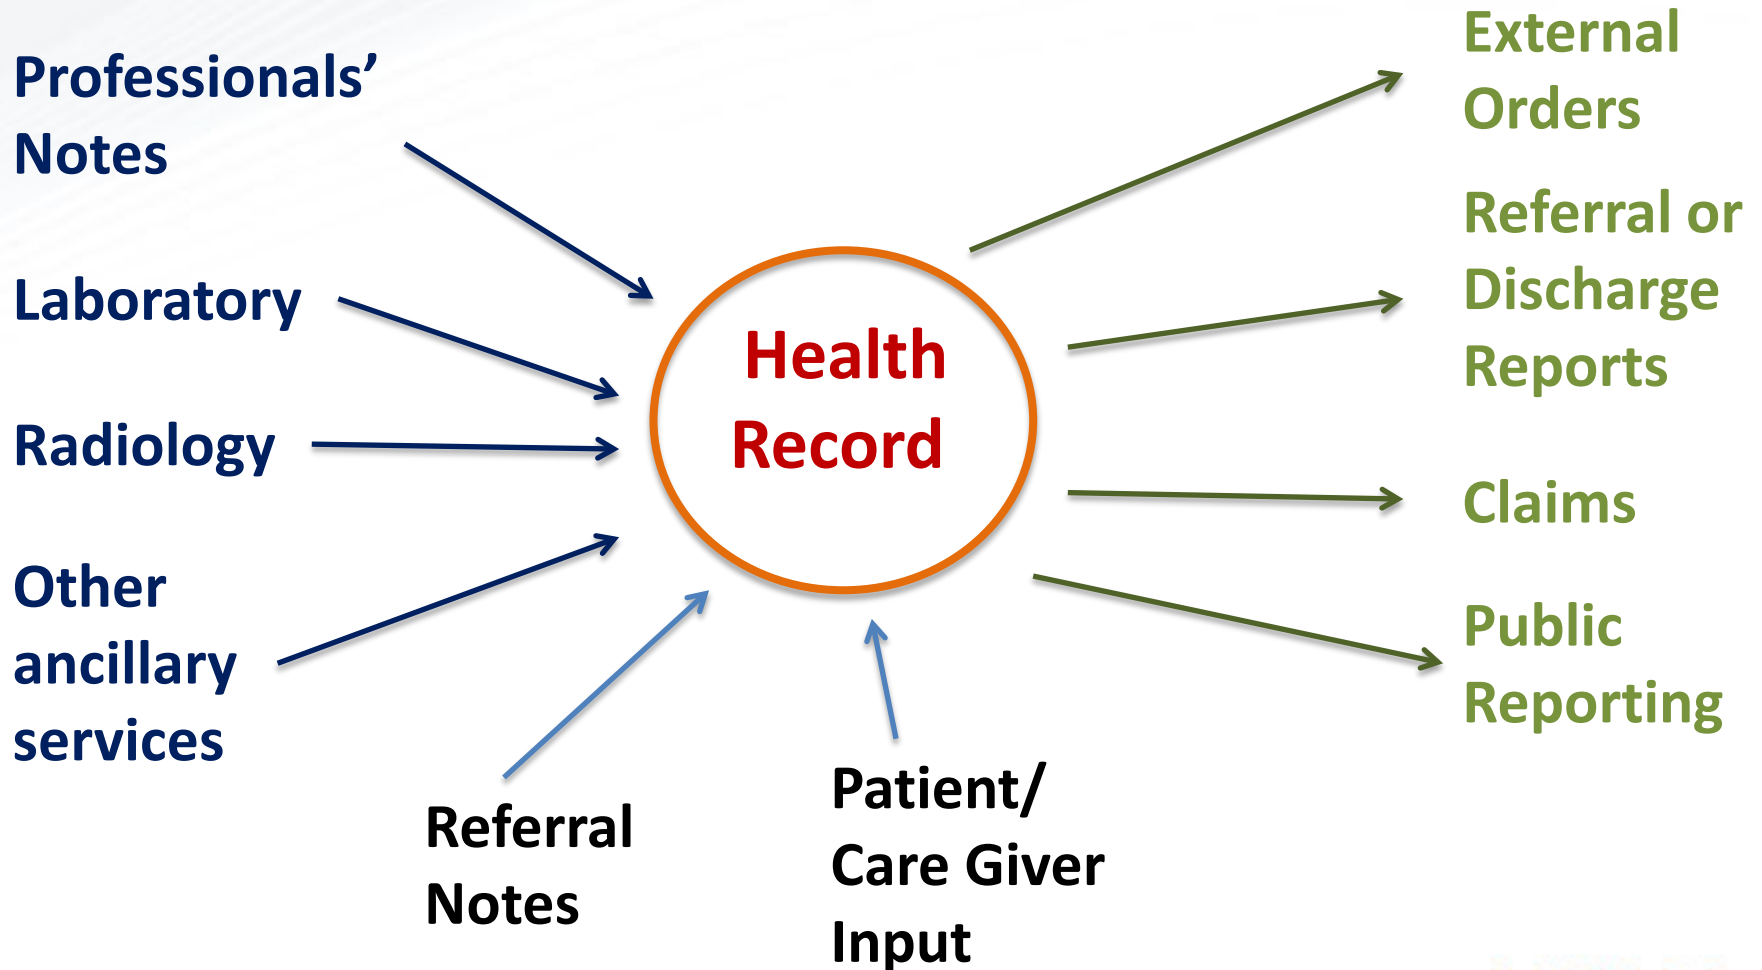 Professionals’
Notes
Laboratory
Radiology
Other
ancillary
services
Referral
Notes
Patient/
Care Giver
Input
Health
Record
External
Orders
Referral or
Discharge
Reports
Claims
Public
Reporting